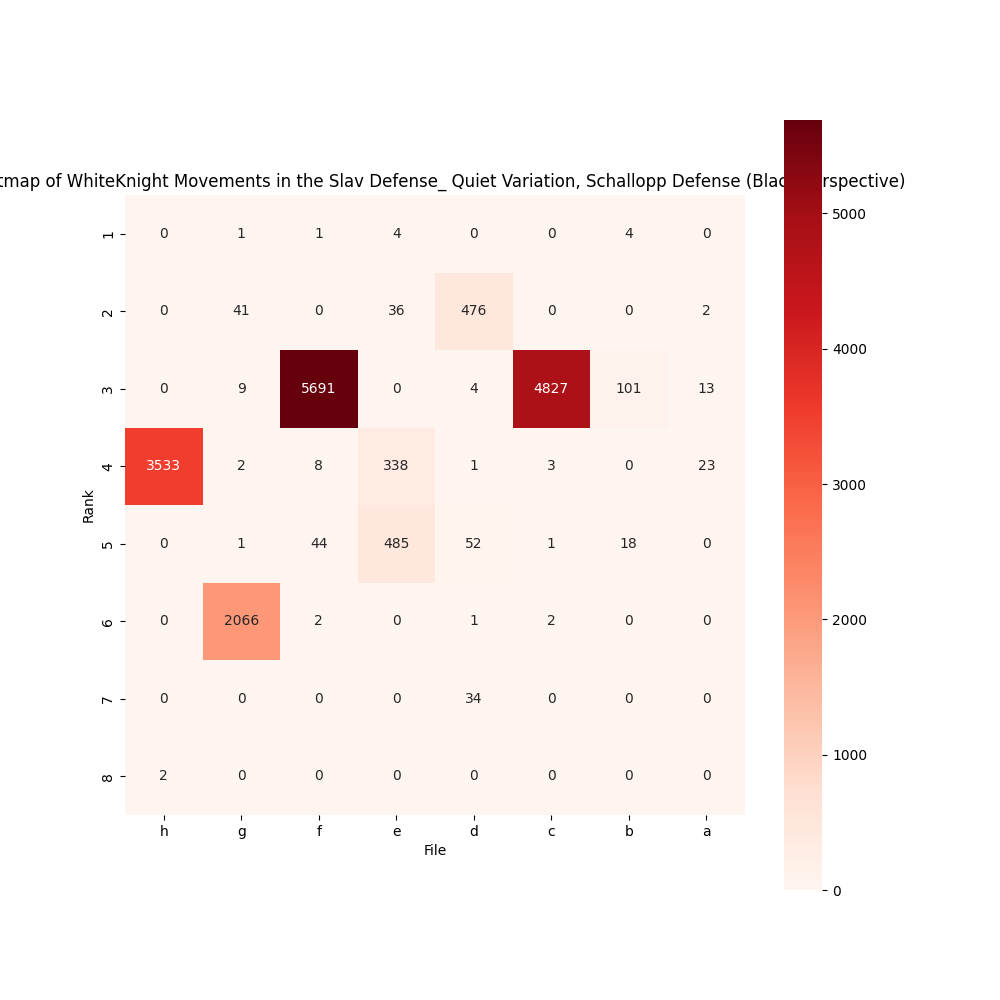 tmap of WhiteKnight Movements in the Slav Defense_ Quiet Variation, Schallopp Defense (Blac rspective)
1 0 1 1 4 0 0 4 0
2 0 41 0 36 476 0 0 2
3 0 9 5691 0 4 4827 101 13
4 3533 2 8 338 1 3 0 23
5 0 1 44 485 52 1 18 0
6 0 2066 2 0 1 2 0 0
7 0 0 0 0 34 0 0 0
8 2 0 0 0 0 0 0 0
h g f e d c b a
File
Rank
5000
4000
3000
2000
1000
0